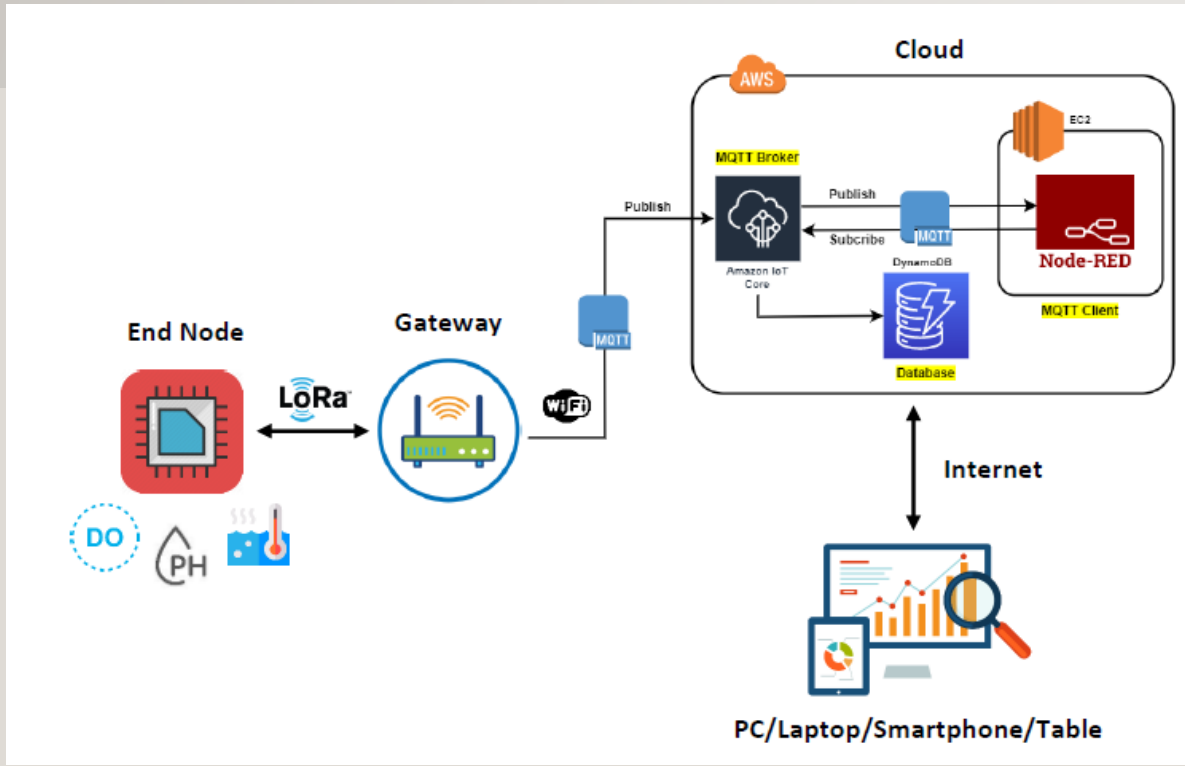 Cloud
AWS
EC2
MQTT Broker
Publish
Publish
MQTT
Subcribe
Node-RED
Amazon IoT
Core
DynamoDB
MQTT Client
Database
MQTT
End Node
Gateway
LoRa
WiFi
DO
PH
Internet
PC/Laptop/Smartphone/Table